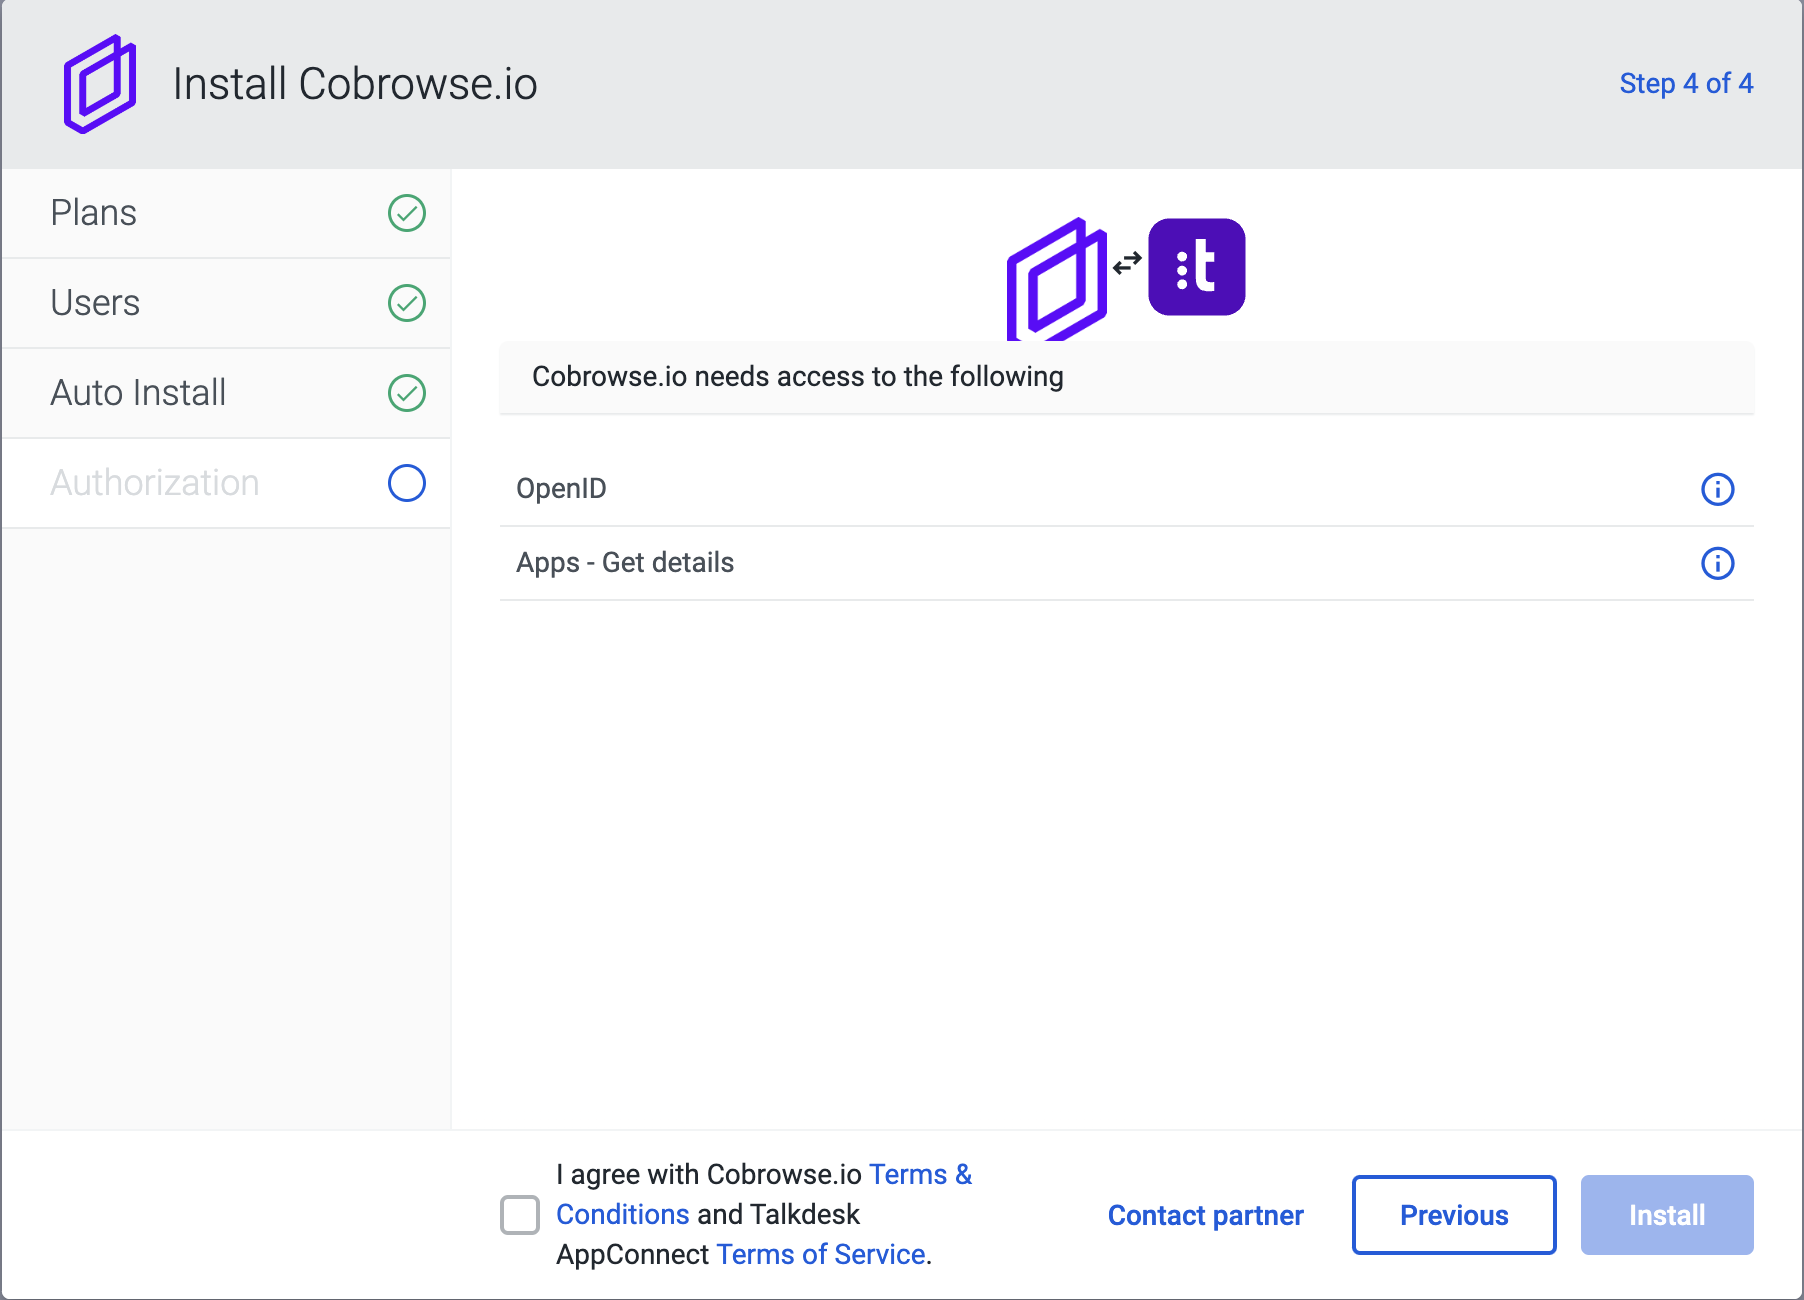 Install Cobrowse.io
Step 4 of 4
Plans
Users
Auto Install
Authorization
:t
Cobrowse.io needs access to the following
OpenID
Apps - Get details
I agree with Cobrowse.io Terms &
Conditions and Talkdesk
AppConnect Terms of Service.
Contact partner
Previous
Install